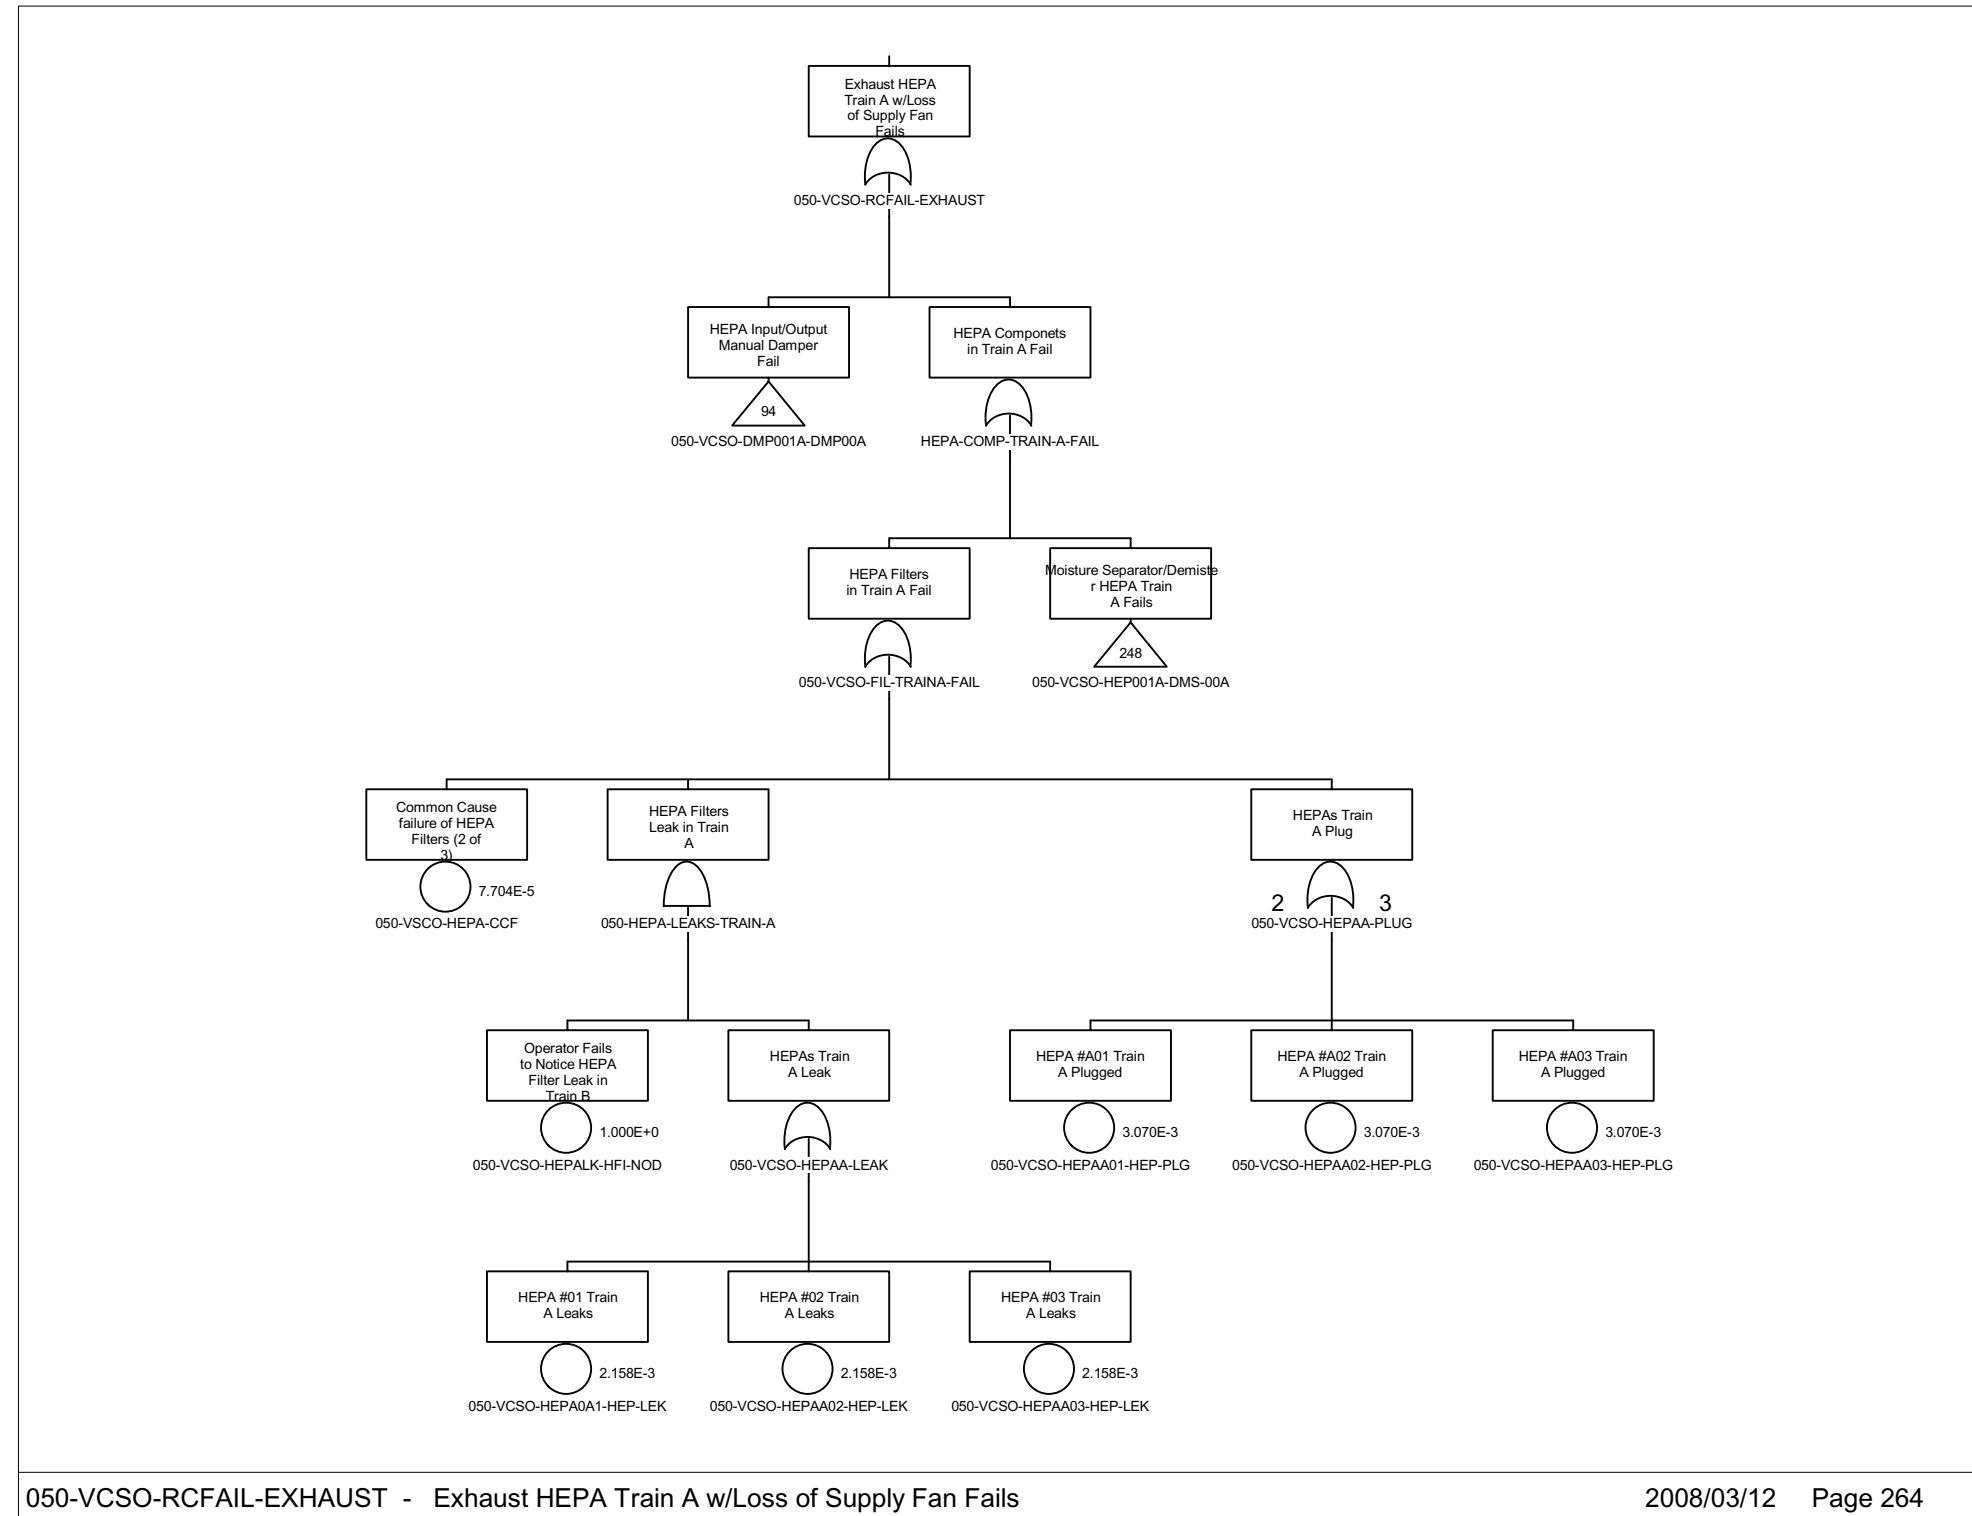 Exhaust HEPA
Train A w/Loss
of Supply Fan
Fails
050-VCSO-RCFAIL-EXHAUST
HEPA Input/Output
Manual Damper
Fail
94
050-VCSO-DMP001A-DMP00A
HEPA Componets
in Train A Fail
HEPA-COMP-TRAIN-A-FAIL
HEPA Filters
in Train A Fail
050-VCSO-FIL-TRAINA-FAIL
Moisture Separator/Demiste
r HEPA Train
A Fails
248
050-VCSO-HEP001A-DMS-00A
Common Cause
failure of HEPA
Filters (2 of
3)
7.704E-5
050-VSCO-HEPA-CCF
HEPA Filters
Leak in Train
A
050-HEPA-LEAKS-TRAIN-A
HEPAs Train
A Plug
2 3
050-VCSO-HEPAA-PLUG
Operator Fails
to Notice HEPA
Filter Leak in
Train B
1.000E+0
050-VCSO-HEPALK-HFI-NOD
HEPAs Train
A Leak
050-VCSO-HEPAA-LEAK
HEPA #A01 Train
A Plugged
3.070E-3
050-VCSO-HEPAA01-HEP-PLG
HEPA #A02 Train
A Plugged
3.070E-3
050-VCSO-HEPAA02-HEP-PLG
HEPA #A03 Train
A Plugged
3.070E-3
050-VCSO-HEPAA03-HEP-PLG
HEPA #01 Train
A Leaks
2.158E-3
050-VCSO-HEPA0A1-HEP-LEK
HEPA #02 Train
A Leaks
2.158E-3
050-VCSO-HEPAA02-HEP-LEK
HEPA #03 Train
A Leaks
2.158E-3
050-VCSO-HEPAA03-HEP-LEK
050-VCSO-RCFAIL-EXHAUST - Exhaust HEPA Train A w/Loss of Supply Fan Fails 2008/03/12 Page 264